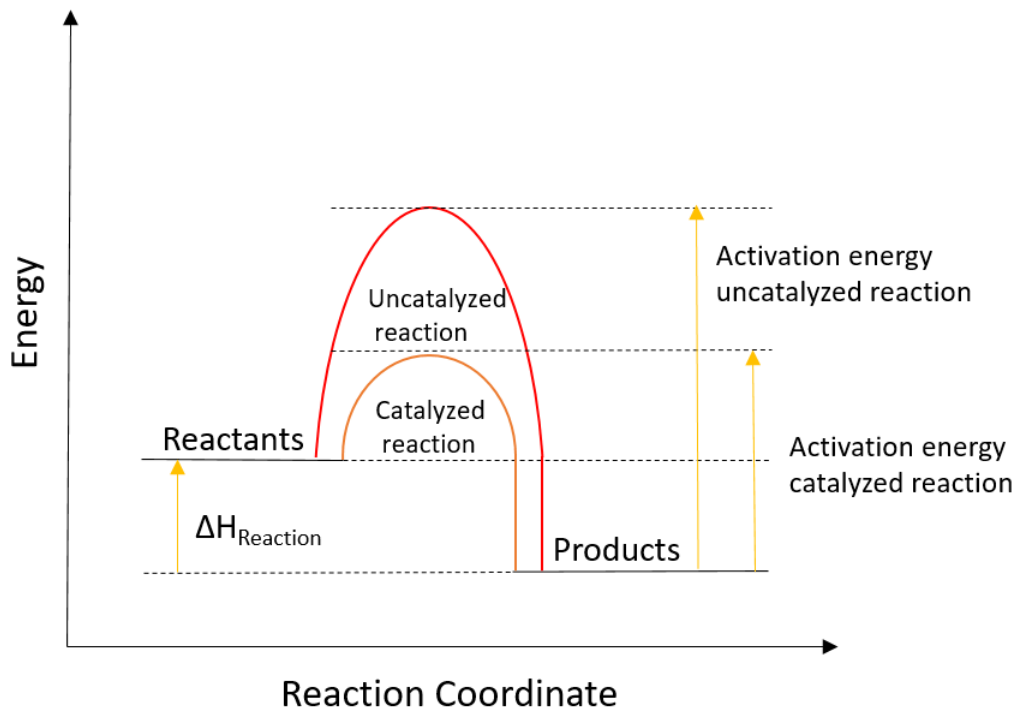 Energy
Uncatalyzed
reaction
Activation energy
uncatalyzed reaction
Catalyzed
reaction
Reactants
Activation energy
catalyzed reaction
ΔHReaction
Products
Reaction Coordinate